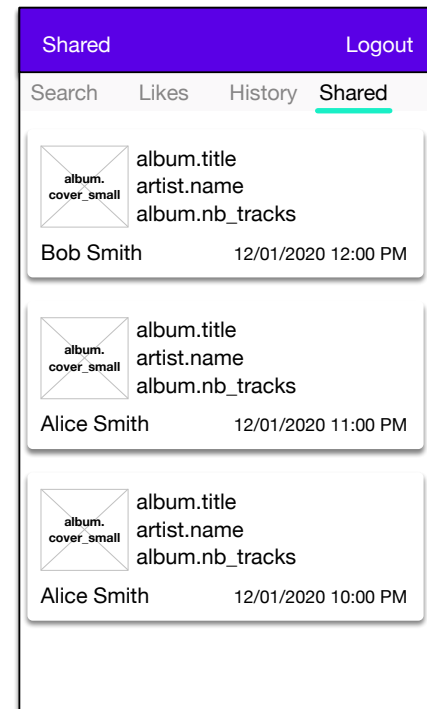 Shared Logout
Search Likes History Shared
album.
cover_small
album.title
artist.name
album.nb_tracks
Bob Smith 12/01/2020 12:00 PM
album.
cover_small
album.title
artist.name
album.nb_tracks
Alice Smith 12/01/2020 11:00 PM
album.
cover_small
album.title
artist.name
album.nb_tracks
Alice Smith 12/01/2020 10:00 PM